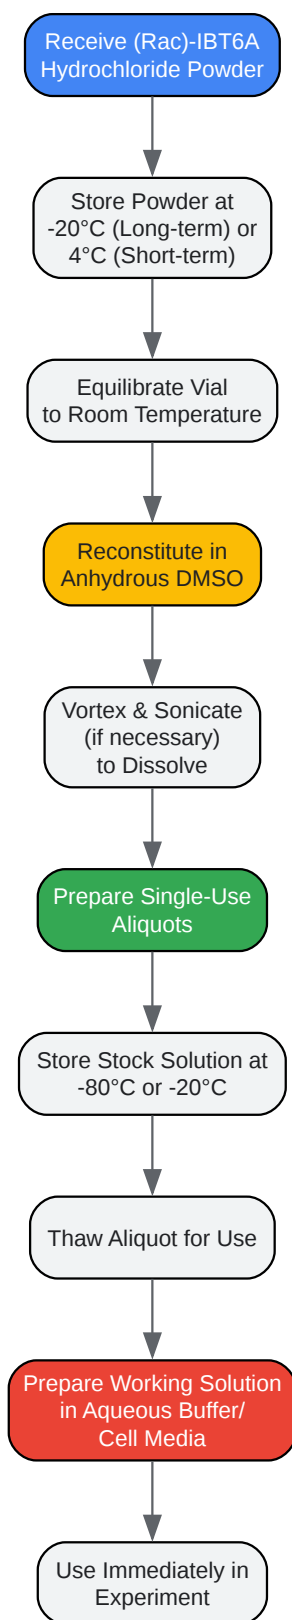 Receive (Rac)-IBT6A
Hydrochloride Powder
Store Powder at
-20°C (Long-term) or
4°C (Short-term)
Equilibrate Vial
to Room Temperature
Reconstitute in
Anhydrous DMSO
Vortex & Sonicate
(if necessary)
to Dissolve
Prepare Single-Use
Aliquots
Store Stock Solution at
-80°C or -20°C
Thaw Aliquot for Use
Prepare Working Solution
in Aqueous Buffer/
Cell Media
Use Immediately in
Experiment